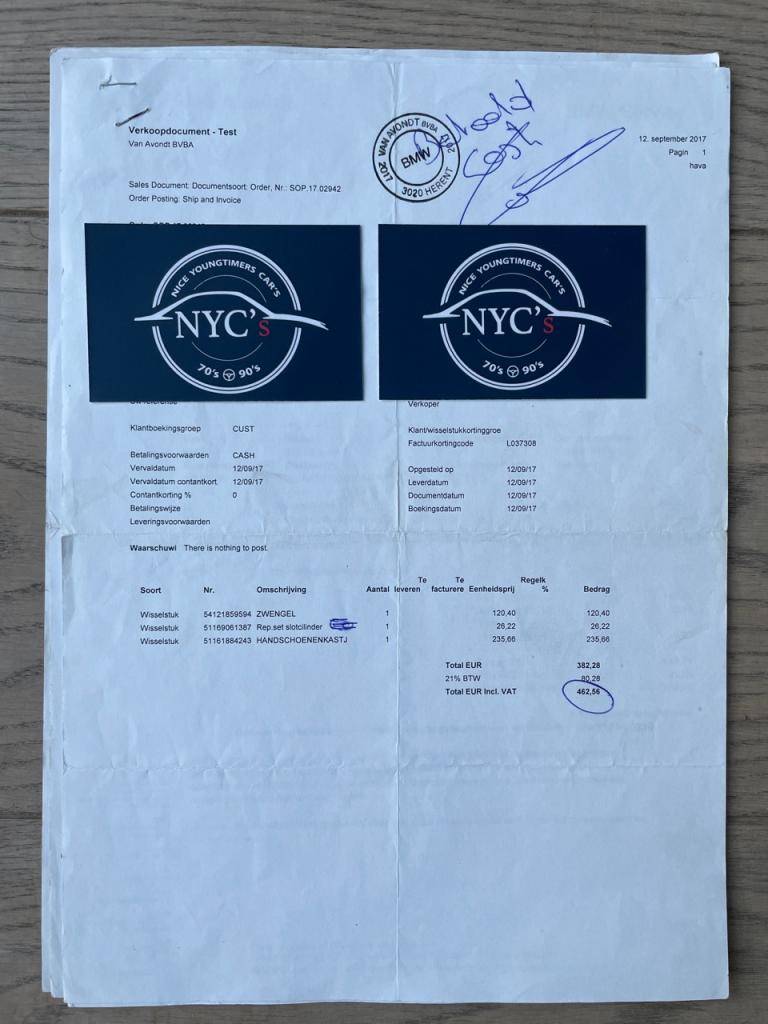 Verkoopdocument - Test
Van Avondt BVBA
12. september 2017
Pagin 1
hava
2017 VAN AVONDT BVBA 2017
BMW
3020 HERENT
Sales Document: Documentsoort: Order, Nr.: SOP.17.02942
Order Posting: Ship and Invoice
NICE YOUNGTIMERS CAR'S
NYC's
70's 90's
NICE YOUNGTIMERS CAR'S
NYC's
70's 90's
Verkoper
Klantboekingsgroep CUST
Klant/wisselstukkortinggroe
Factuurkortingcode L037308
Betalingsvoorwaarden CASH
Vervaldatum 12/09/17
Opgesteld op 12/09/17
Vervaldatum contantkort 12/09/17
Leverdatum 12/09/17
Contantkorting % 0
Documentdatum 12/09/17
Betalingswijze
Boekingsdatum 12/09/17
Leveringsvoorwaarden
Waarschuwi There is nothing to post.
Te Te Regelk
Soort Nr. Omschrijving Aantal leveren facturere Eenheidsprij % Bedrag
Wisselstuk 54121859594 ZWENGEL 1 120,40 120,40
Wisselstuk 51169061387 Rep.set slotcilinder 1 26,22 26,22
Wisselstuk 51161884243 HANDSCHOENENKASTJ 1 235,66 235,66
Total EUR 382,28
21% BTW 80,28
Total EUR Incl. VAT 462,56